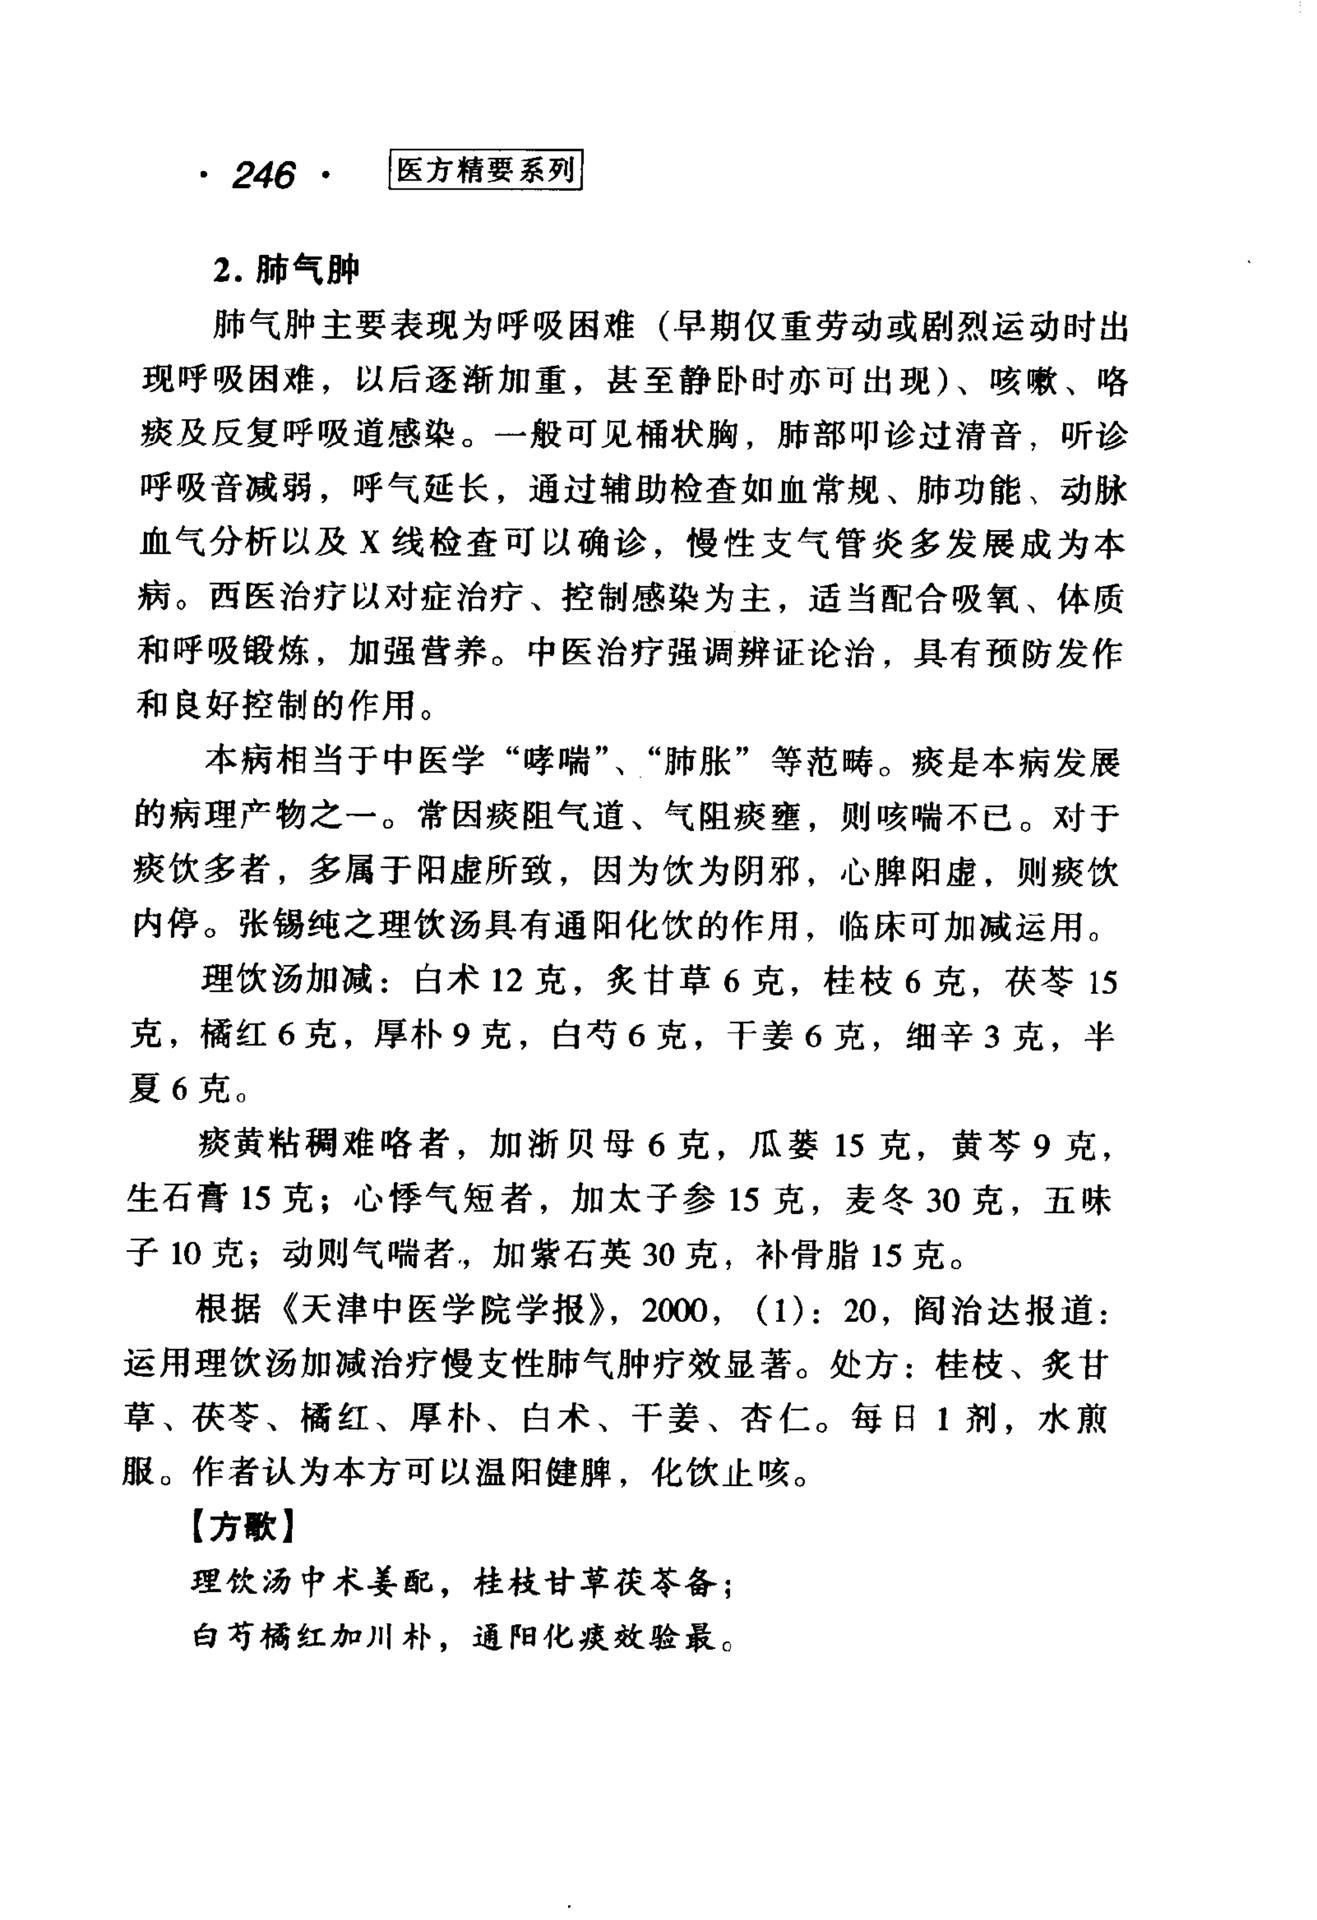 · 246 · 医方精要系列
2. 肺气肿
肺气肿主要表现为呼吸困难（早期仅重劳动或剧烈运动时出
现呼吸困难，以后逐渐加重，甚至静卧时亦可出现）、咳嗽、咯
痰及反复呼吸道感染。一般可见桶状胸，肺部叩诊过清音，听诊
呼吸音减弱，呼气延长，通过辅助检查如血常规、肺功能、动脉
血气分析以及 X 线检查可以确诊，慢性支气管炎多发展成为本
病。西医治疗以对症治疗、控制感染为主，适当配合吸氧、体质
和呼吸锻炼，加强营养。中医治疗强调辨证论治，具有预防发作
和良好控制的作用。
本病相当于中医学“哮喘”、“肺胀”等范畴。痰是本病发展
的病理产物之一。常因痰阻气道、气阻痰壅，则咳喘不已。对于
痰饮多者，多属于阳虚所致，因为饮为阴邪，心脾阳虚，则痰饮
内停。张锡纯之理饮汤具有通阳化饮的作用，临床可加减运用。
理饮汤加减：白术 12 克，炙甘草 6 克，桂枝 6 克，茯苓 15
克，橘红 6 克，厚朴 9 克，白芍 6 克，干姜 6 克，细辛 3 克，半
夏 6 克。
痰黄粘稠难咯者，加浙贝母 6 克，瓜蒌 15 克，黄芩 9 克，
生石膏 15 克；心悸气短者，加太子参 15 克，麦冬 30 克，五味
子 10 克；动则气喘者，加紫石英 30 克，补骨脂 15 克。
根据《天津中医学院学报》，2000，（1）：20，阎治达报道：
运用理饮汤加减治疗慢支性肺气肿疗效显著。处方：桂枝、炙甘
草、茯苓、橘红、厚朴、白术、干姜、杏仁。每日 1 剂，水煎
服。作者认为本方可以温阳健脾，化饮止咳。
【方歌】
理饮汤中术姜配，桂枝甘草茯苓备；
白芍橘红加川朴，通阳化痰效验最。